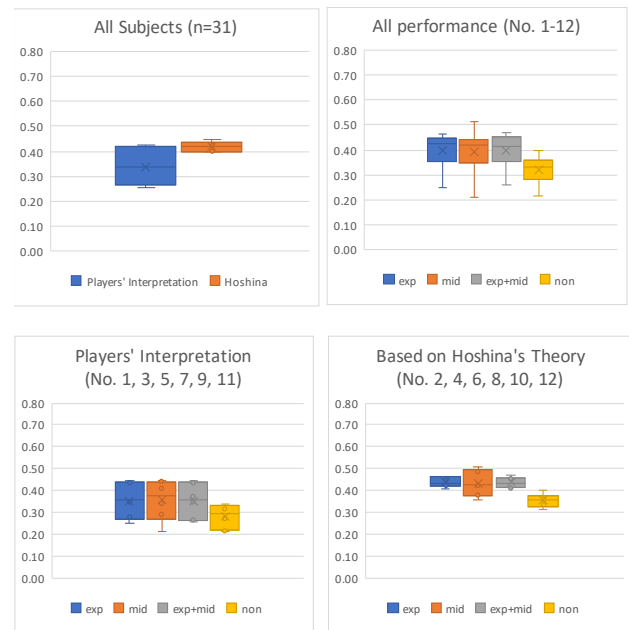 All Subjects (n=31)
0.80
0.70
0.60
0.50
0.40
0.30
0.20
0.10
0.00
Players' Interpretation
Hoshina
All performance (No. 1-12)
0.80
0.70
0.60
0.50
0.40
0.30
0.20
0.10
0.00
exp
mid
exp+mid
non
Players' Interpretation
(No. 1, 3, 5, 7, 9, 11)
0.80
0.70
0.60
0.50
0.40
0.30
0.20
0.10
0.00
exp
mid
exp+mid
non
Based on Hoshina's Theory
(No. 2, 4, 6, 8, 10, 12)
0.80
0.70
0.60
0.50
0.40
0.30
0.20
0.10
0.00
exp
mid
exp+mid
non